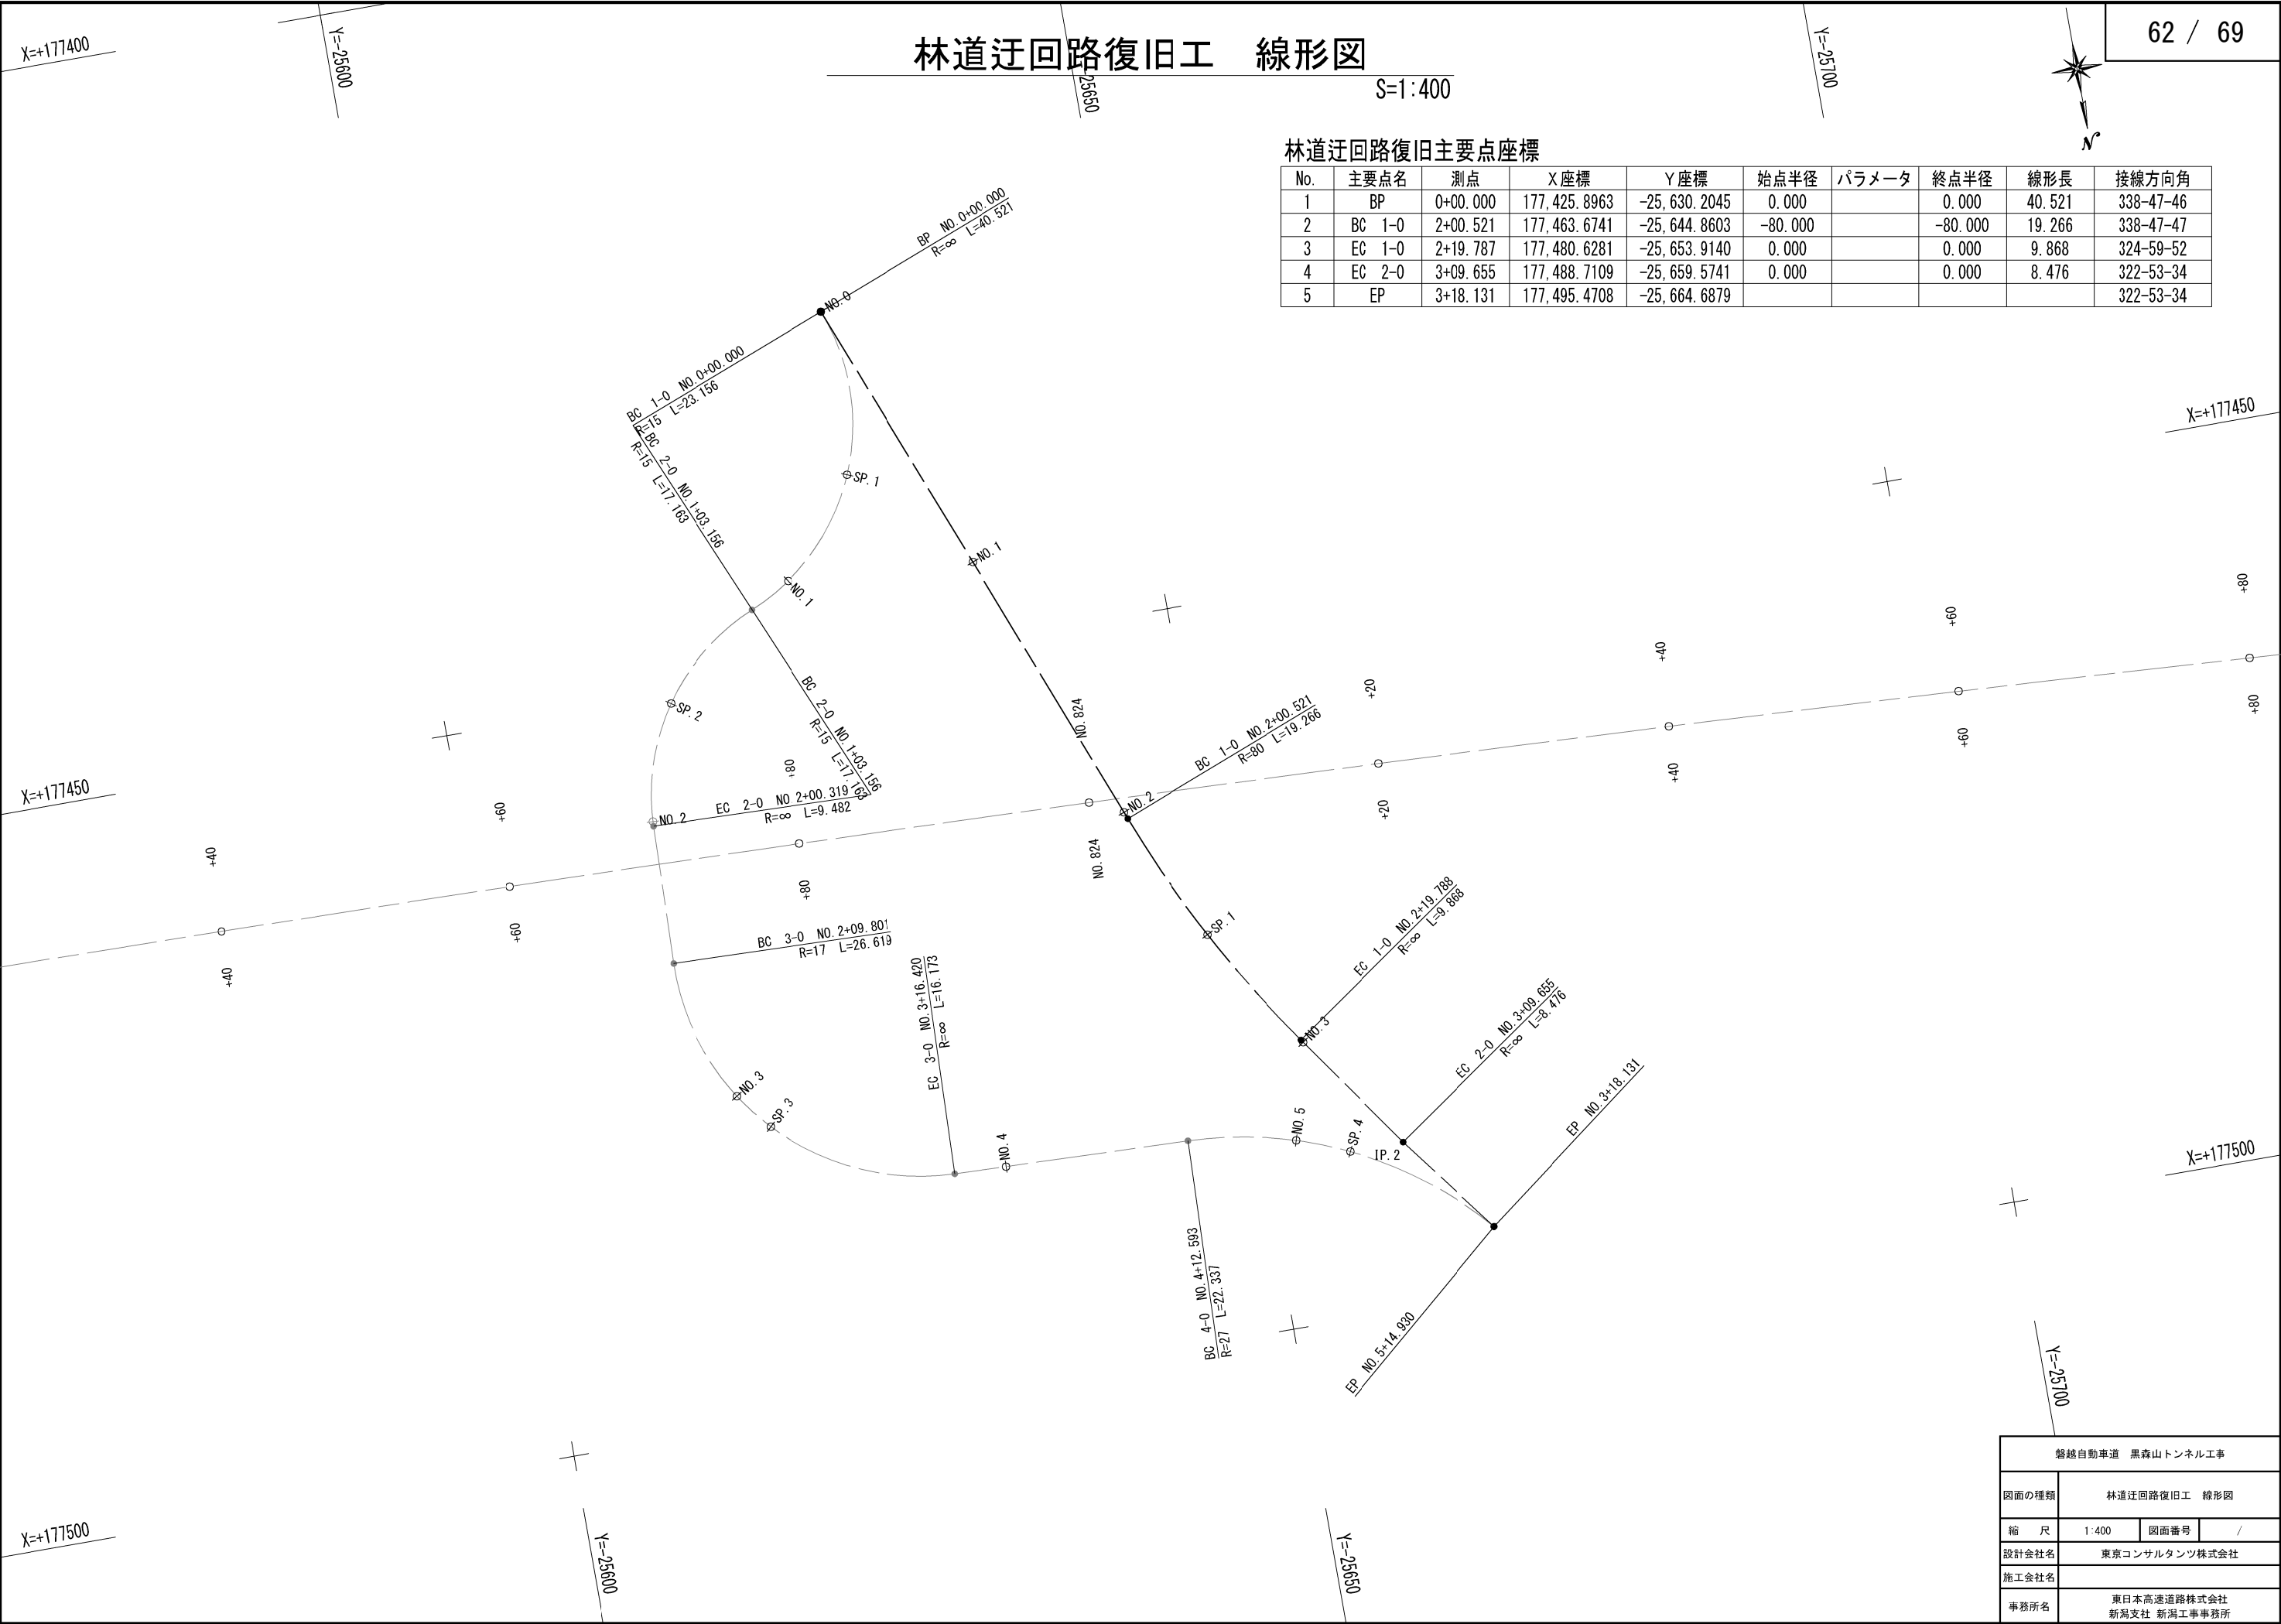 62 / 69
林道迂回路復旧工　線形図
S=1:400
X=+177400
Y=-25600
-25650
Y=-25700
N
林道迂回路復旧主要点座標
No. 主要点名 測点 X座標 Y座標 始点半径 パラメータ 終点半径 線形長 接線方向角
1 BP 0+00.000 177,425.8963 -25,630.2045 0.000 0.000 40.521 338-47-46
2 BC 1-0 2+00.521 177,463.6741 -25,644.8603 -80.000 -80.000 19.266 338-47-47
3 EC 1-0 2+19.787 177,480.6281 -25,653.9140 0.000 0.000 9.868 324-59-52
4 EC 2-0 3+09.655 177,488.7109 -25,659.5741 0.000 0.000 8.476 322-53-34
5 EP 3+18.131 177,495.4708 -25,664.6879 322-53-34
BP NO.0+00.000
R=∞ L=40.521
NO.0
BC 1-0 NO.0+00.000
R=15 L=23.156
BC 2-0 NO.1+03.156
R=15 L=17.163
SP.1
NO.1
NO.1
X=+177450
SP.2
BC 2-0 NO.1+03.156
R=15 L=17.163
NO.824
BC 1-0 NO.2+00.521
R=80 L=19.266
+20
+40
+60
+80
X=+177450
+40
+60
+80
EC 2-0 NO 2+00.319
R=∞ L=9.482
NO.2
NO.2
NO.824
+20
+40
+60
+80
+40
+60
+80
BC 3-0 NO.2+09.801
R=17 L=26.619
SP.1
EC 1-0 NO.2+19.788
R=∞ L=9.868
EC 3-0 NO.3+16.420
R=∞ L=16.173
NO.3
EC 2-0 NO.3+09.655
R=∞ L=8.476
NO.3
SP.3
NO.4
NO.5
SP.4
IP.2
EP NO.3+18.131
X=+177500
BC 4-0 NO.4+12.593
R=27 L=22.337
EP NO.5+14.930
Y=-25700
X=+177500
Y=-25600
Y=-25650
磐越自動車道　黒森山トンネル工事
図面の種類 林道迂回路復旧工　線形図
縮　尺 1:400 図面番号 /
設計会社名 東京コンサルタンツ株式会社
施工会社名
事務所名 東日本高速道路株式会社
新潟支社 新潟工事事務所